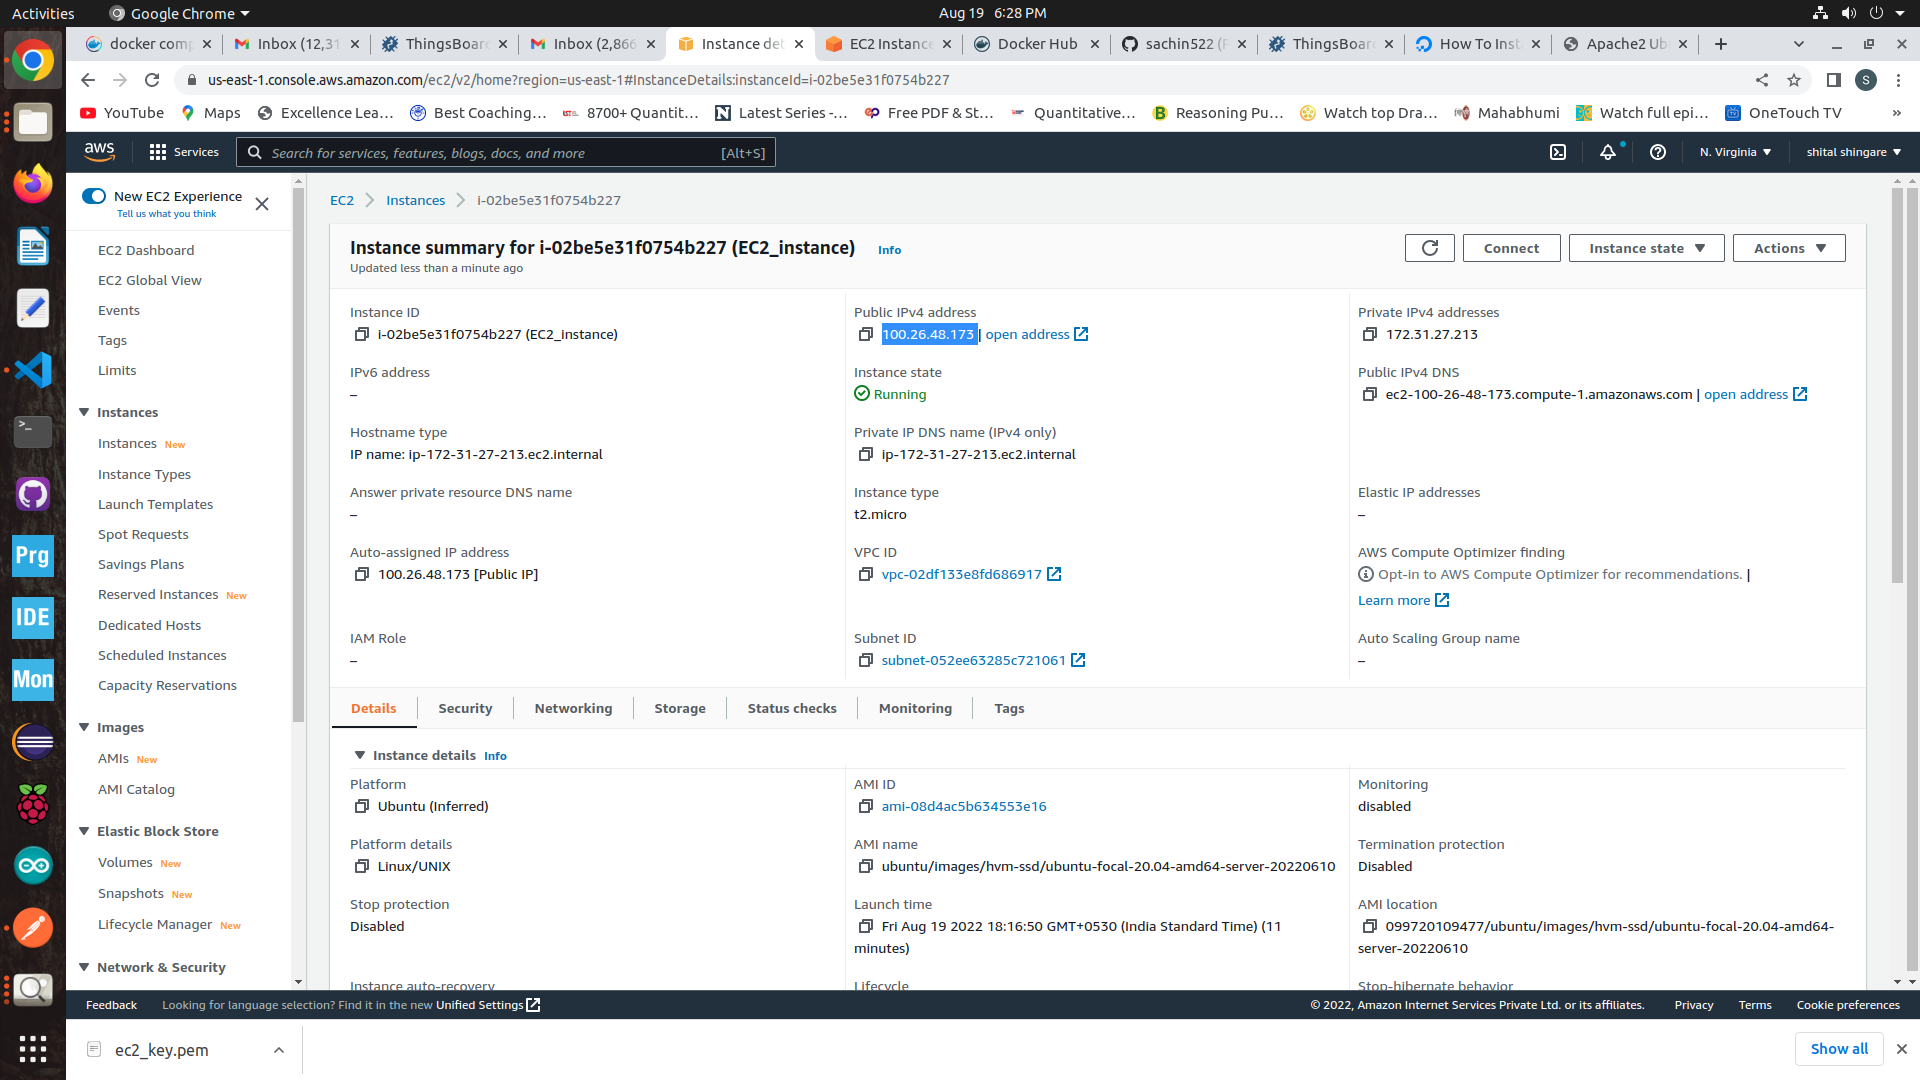 Activities
Google Chrome
Aug 19 6:28 PM
docker comp
Inbox (12,31
ThingsBoar
Inbox (2,866
Instance det
EC2 Instance
Docker Hub
sachin522 (
ThingsBoar
How To Inst
Apache2 Ub
us-east-1.console.aws.amazon.com/ec2/v2/home?region=us-east-1#InstanceDetails:instanceId=i-02be5e31f0754b227
S
YouTube
Maps
Excellence Lea…
Best Coaching…
8700+ Quantit…
Latest Series -…
Free PDF & St…
Quantitative…
Reasoning Pu…
Watch top Dra…
Mahabhumi
Watch full epi…
OneTouch TV
»
aws
Services
Search for services, features, blogs, docs, and more
[Alt+S]
N. Virginia
shital shingare
New EC2 Experience
Tell us what you think
EC2 Dashboard
EC2 Global View
Events
Tags
Limits
Instances
Instances New
Instance Types
Launch Templates
Spot Requests
Savings Plans
Reserved Instances New
Dedicated Hosts
Scheduled Instances
Capacity Reservations
Images
AMIs New
AMI Catalog
Elastic Block Store
Volumes New
Snapshots New
Lifecycle Manager New
Network & Security
Prg
IDE
Mon
EC2
Instances
i-02be5e31f0754b227
Instance summary for i-02be5e31f0754b227 (EC2_instance) Info
Updated less than a minute ago
Connect
Instance state
Actions
Instance ID
i-02be5e31f0754b227 (EC2_instance)
Public IPv4 address
100.26.48.173 | open address
Private IPv4 addresses
172.31.27.213
IPv6 address
–
Instance state
Running
Public IPv4 DNS
ec2-100-26-48-173.compute-1.amazonaws.com | open address
Hostname type
IP name: ip-172-31-27-213.ec2.internal
Private IP DNS name (IPv4 only)
ip-172-31-27-213.ec2.internal
Answer private resource DNS name
–
Instance type
t2.micro
Elastic IP addresses
–
Auto-assigned IP address
100.26.48.173 [Public IP]
VPC ID
vpc-02df133e8fd686917
AWS Compute Optimizer finding
Opt-in to AWS Compute Optimizer for recommendations. |
Learn more
IAM Role
–
Subnet ID
subnet-052ee63285c721061
Auto Scaling Group name
–
Details
Security
Networking
Storage
Status checks
Monitoring
Tags
Instance details Info
Platform
Ubuntu (Inferred)
AMI ID
ami-08d4ac5b634553e16
Monitoring
disabled
Platform details
Linux/UNIX
AMI name
ubuntu/images/hvm-ssd/ubuntu-focal-20.04-amd64-server-20220610
Termination protection
Disabled
Stop protection
Disabled
Launch time
Fri Aug 19 2022 18:16:50 GMT+0530 (India Standard Time) (11
minutes)
AMI location
099720109477/ubuntu/images/hvm-ssd/ubuntu-focal-20.04-amd64-
server-20220610
Instance auto-recovery
Lifecycle
Stop-hibernate behavior
Feedback
Looking for language selection? Find it in the new Unified Settings
© 2022, Amazon Internet Services Private Ltd. or its affiliates.
Privacy
Terms
Cookie preferences
ec2_key.pem
Show all